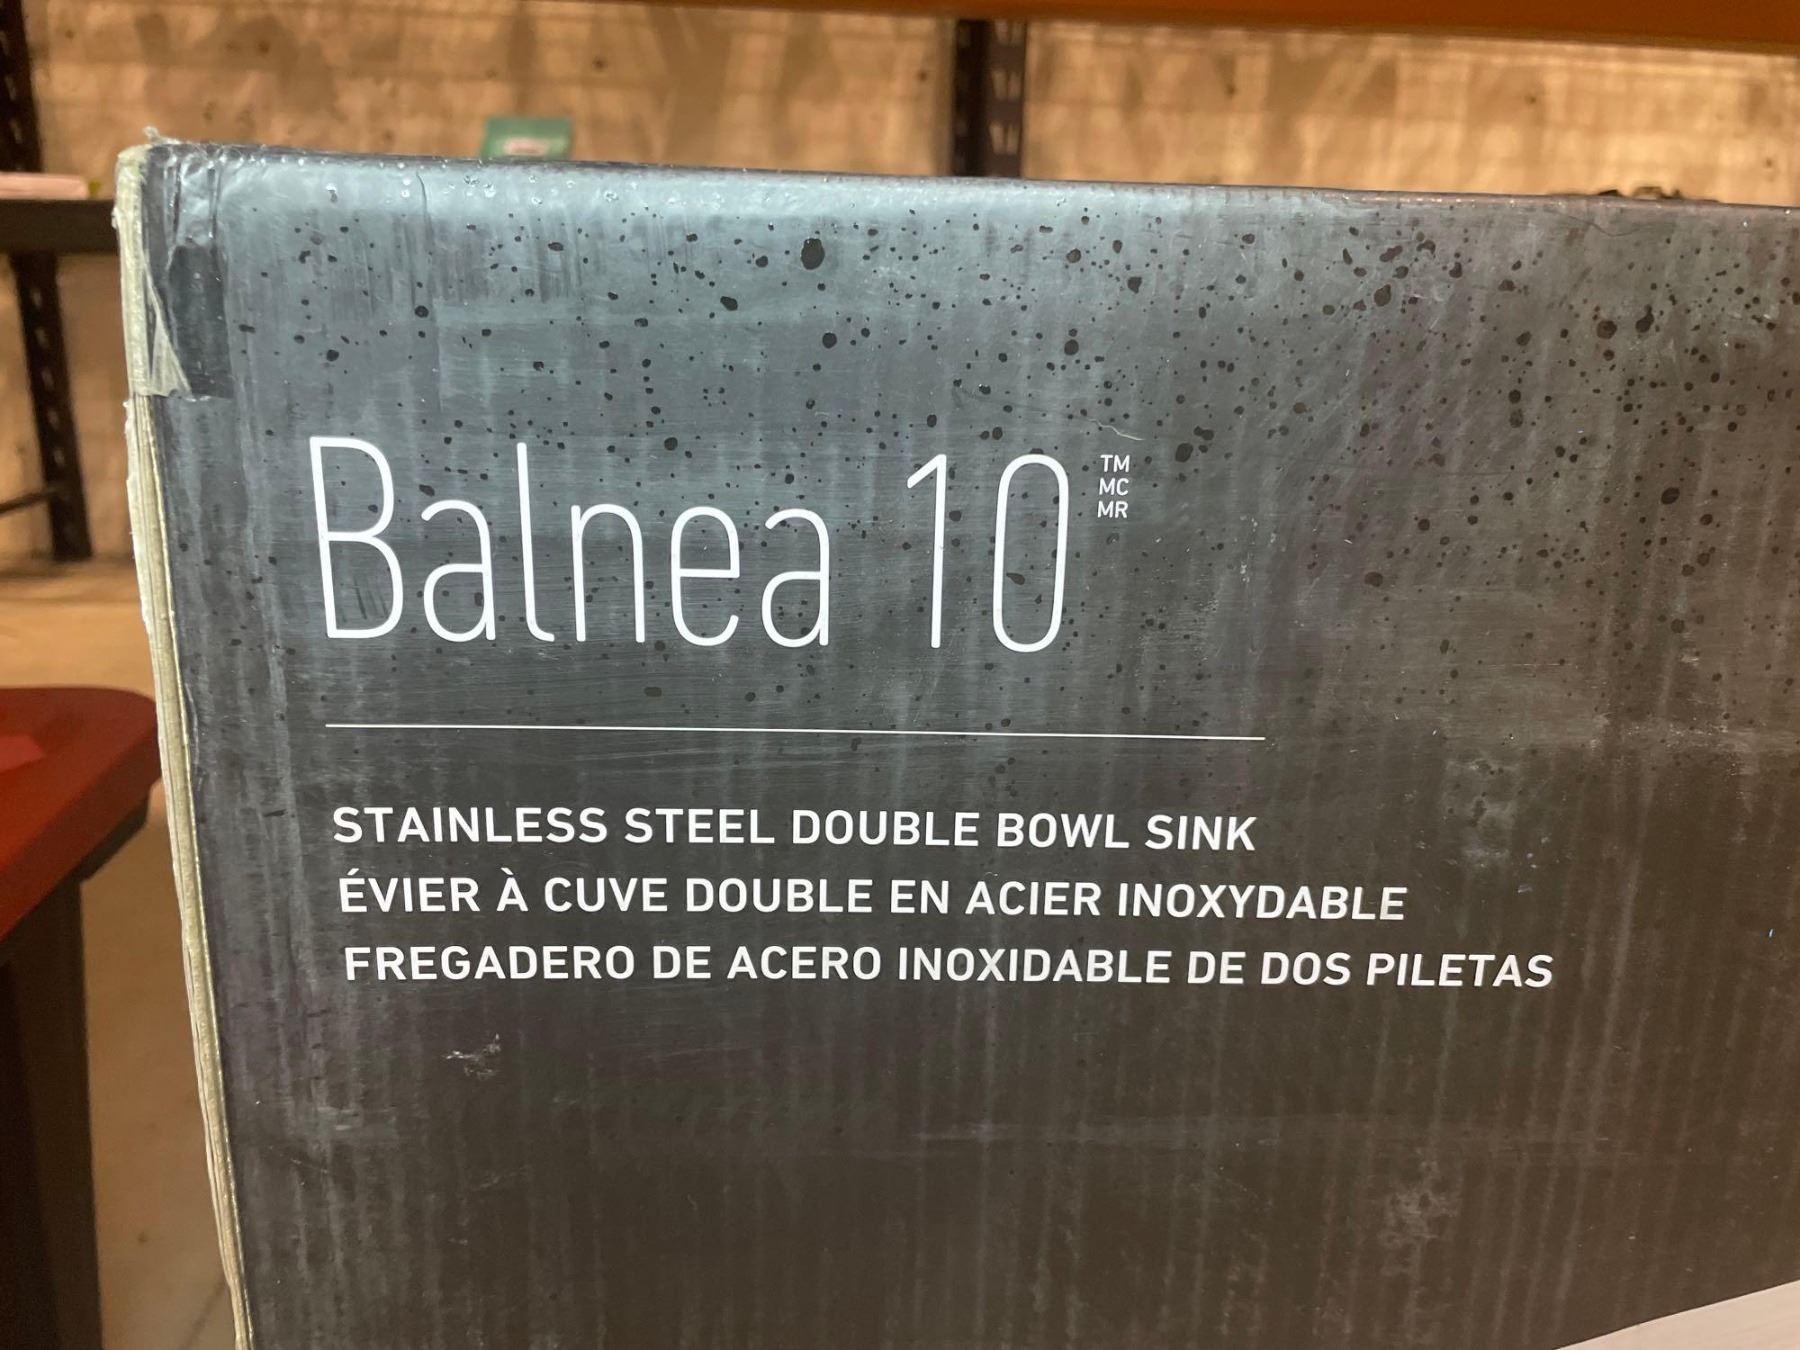 Balnea 10
TM
MC
MR
STAINLESS STEEL DOUBLE BOWL SINK
ÉVIER À CUVE DOUBLE EN ACIER INOXYDABLE
FREGADERO DE ACERO INOXIDABLE DE DOS PILETAS